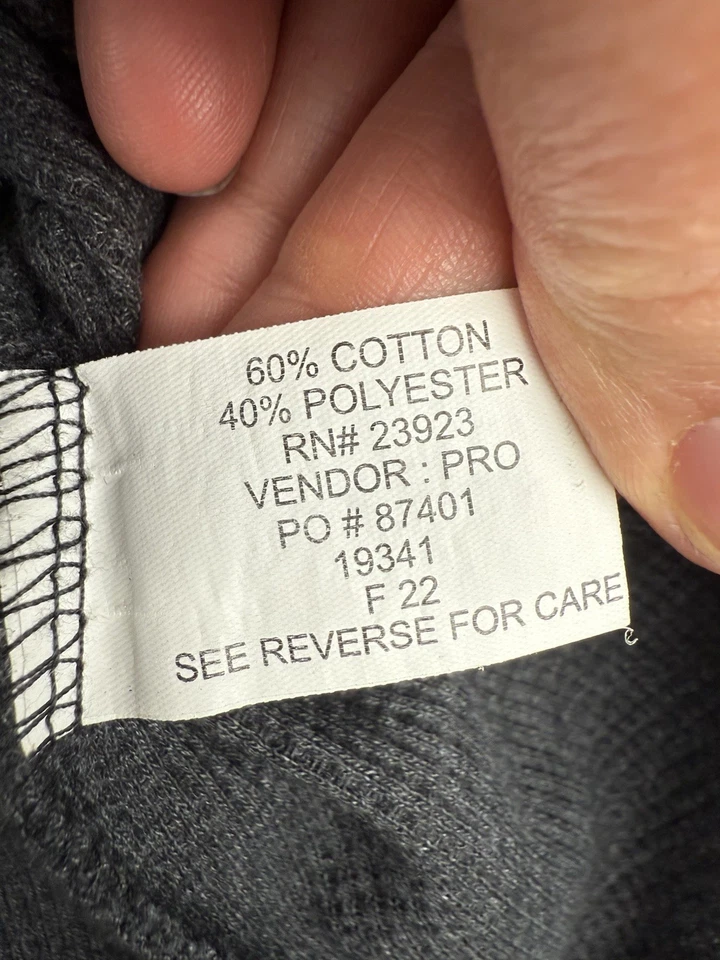 60% COTTON
40% POLYESTER
RN# 23923
VENDOR : PRO
PO # 87401
19341
F 22
SEE REVERSE FOR CARE